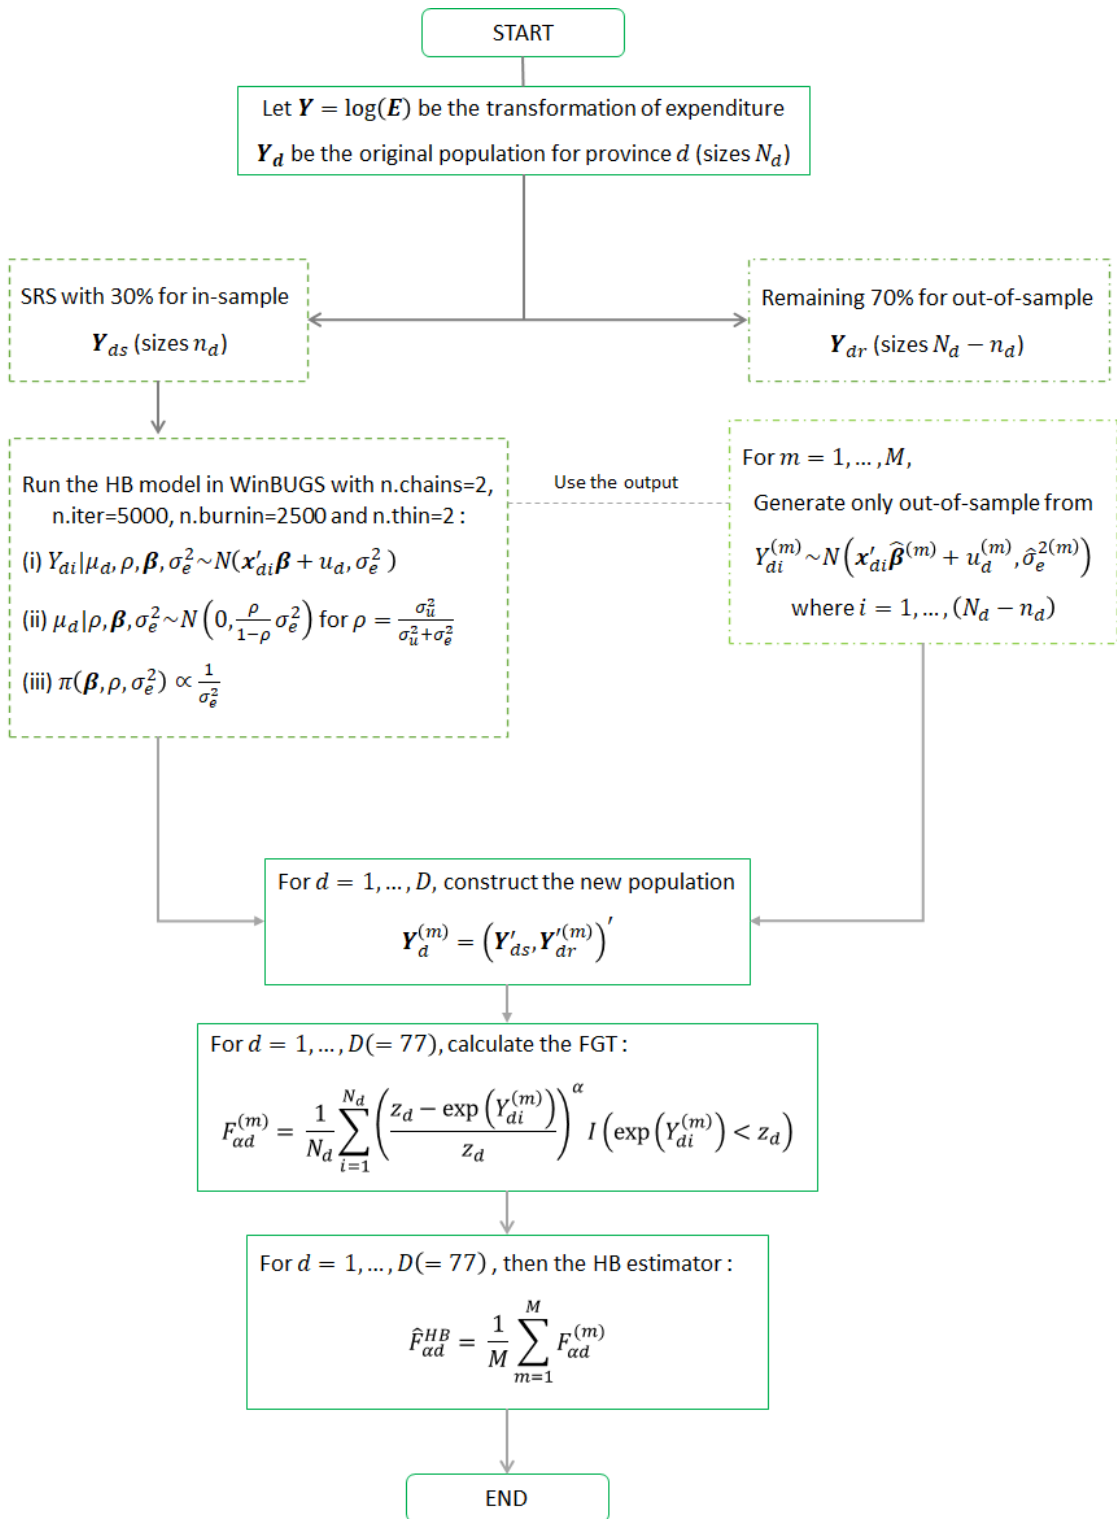 START
Let 𝒀 = log(𝑬) be the transformation of expenditure
𝒀_𝒅 be the original population for province 𝑑 (sizes 𝑁_𝑑)
SRS with 30% for in-sample
𝒀_𝑑𝑠 (sizes 𝑛_𝑑)
Remaining 70% for out-of-sample
𝒀_𝑑𝑟 (sizes 𝑁_𝑑 − 𝑛_𝑑)
Run the HB model in WinBUGS with n.chains=2,
n.iter=5000, n.burnin=2500 and n.thin=2 :
(i) 𝑌_𝑑𝑖|𝜇_𝑑, 𝜌, 𝜷, 𝜎_𝑒^2~𝑁(𝒙′_𝑑𝑖𝜷 + 𝑢_𝑑, 𝜎_𝑒^2)
(ii) 𝜇_𝑑|𝜌, 𝜷, 𝜎_𝑒^2~𝑁(0, 𝜌/(1−𝜌) 𝜎_𝑒^2) for 𝜌 = 𝜎_𝑢^2/(𝜎_𝑢^2+𝜎_𝑒^2)
(iii) 𝜋(𝜷, 𝜌, 𝜎_𝑒^2) ∝ 1/𝜎_𝑒^2
Use the output
For 𝑚 = 1, … , 𝑀,
Generate only out-of-sample from
𝑌_𝑑𝑖^(𝑚)~𝑁(𝒙′_𝑑𝑖𝜷̂^(𝑚) + 𝑢_𝑑^(𝑚), 𝜎̂_𝑒^2(𝑚))
where 𝑖 = 1, … , (𝑁_𝑑 − 𝑛_𝑑)
For 𝑑 = 1, … , 𝐷, construct the new population
𝒀_𝑑^(𝑚) = (𝒀′_𝑑𝑠, 𝒀′_𝑑𝑟^(𝑚))′
For 𝑑 = 1, … , 𝐷(= 77), calculate the FGT :
𝐹_𝛼𝑑^(𝑚) = 1/𝑁_𝑑 ∑_{𝑖=1}^{𝑁_𝑑} ((𝑧_𝑑 − exp(𝑌_𝑑𝑖^(𝑚)))/𝑧_𝑑)^𝛼 𝐼(exp(𝑌_𝑑𝑖^(𝑚)) < 𝑧_𝑑)
For 𝑑 = 1, … , 𝐷(= 77) , then the HB estimator :
𝐹̂_𝛼𝑑^𝐻𝐵 = 1/𝑀 ∑_{𝑚=1}^{𝑀} 𝐹_𝛼𝑑^(𝑚)
END